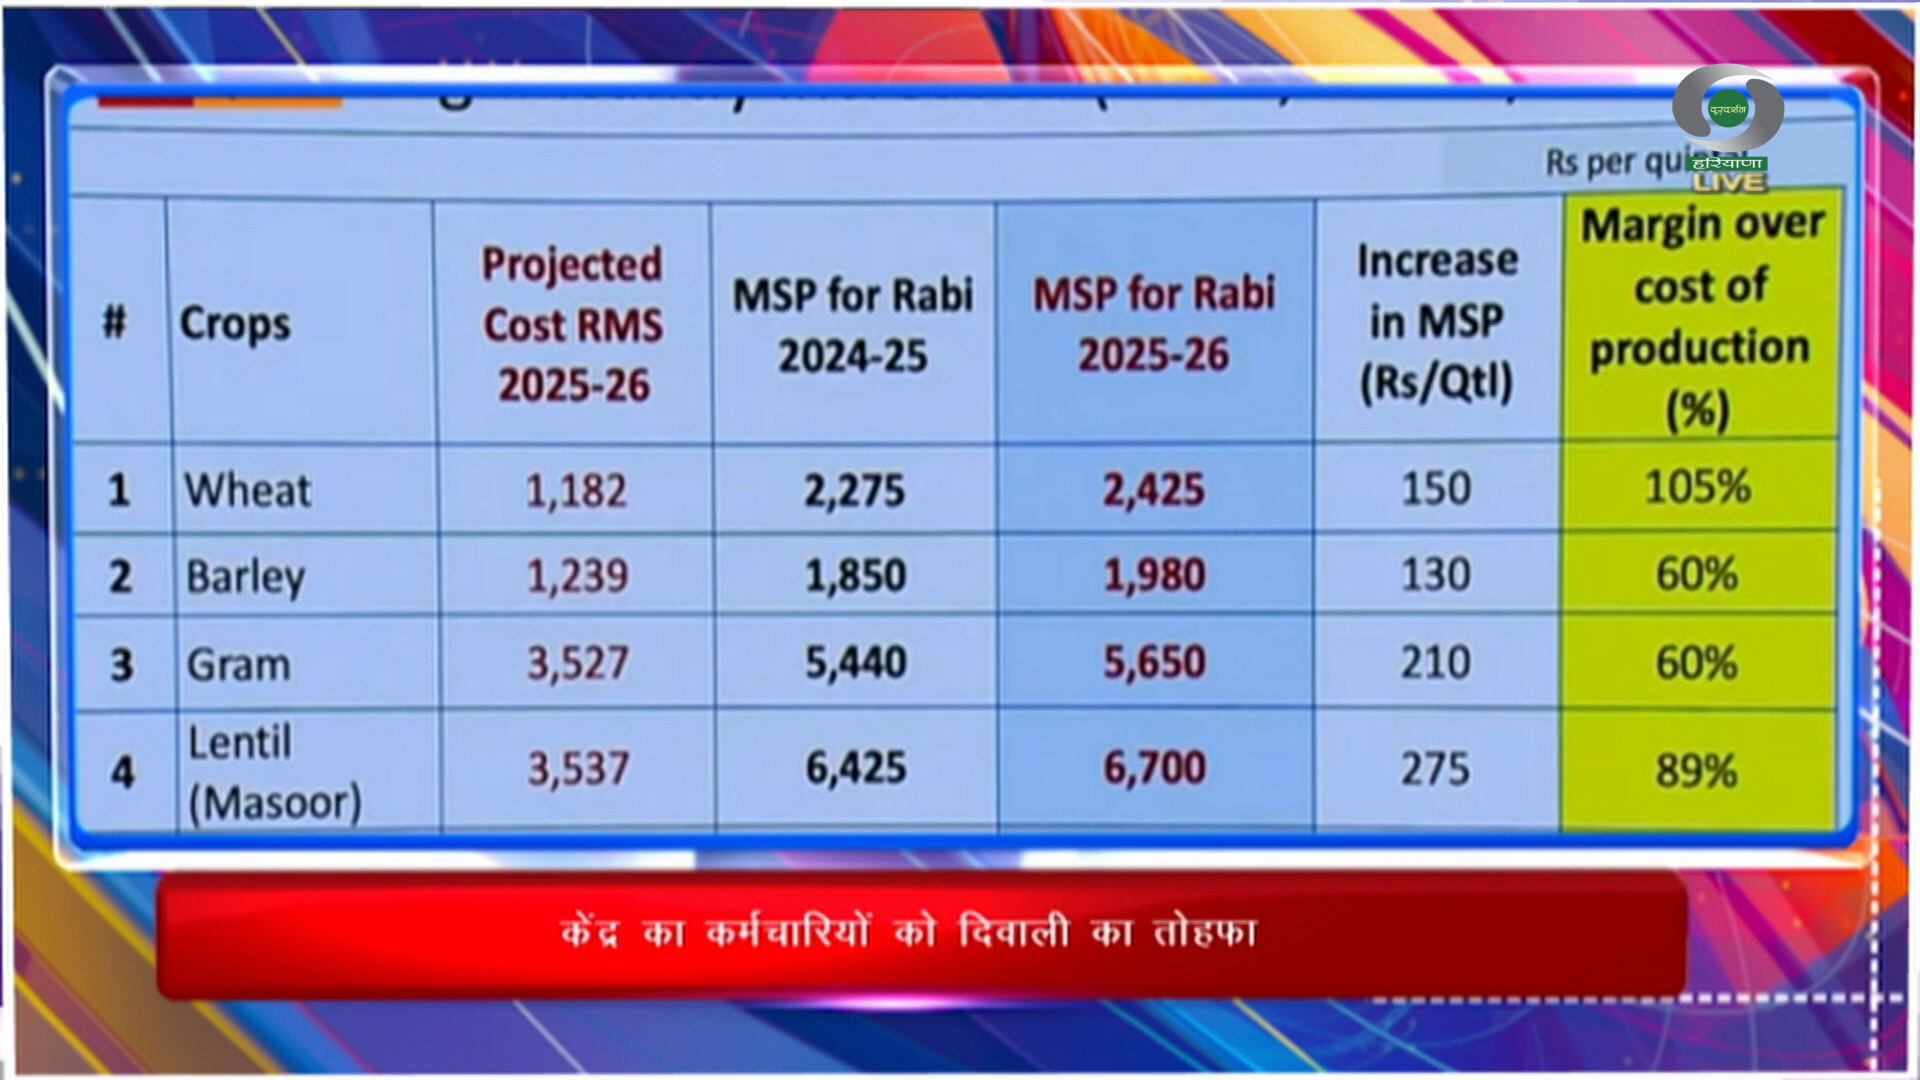 दूरदर्शन
हरियाणा
LIVE
Rs per
# Crops Projected Cost RMS 2025-26 MSP for Rabi 2024-25 MSP for Rabi 2025-26 Increase in MSP (Rs/Qtl) Margin over cost of production (%)
1 Wheat 1,182 2,275 2,425 150 105%
2 Barley 1,239 1,850 1,980 130 60%
3 Gram 3,527 5,440 5,650 210 60%
4 Lentil (Masoor) 3,537 6,425 6,700 275 89%
केंद्र का कर्मचारियों को दिवाली का तोहफा